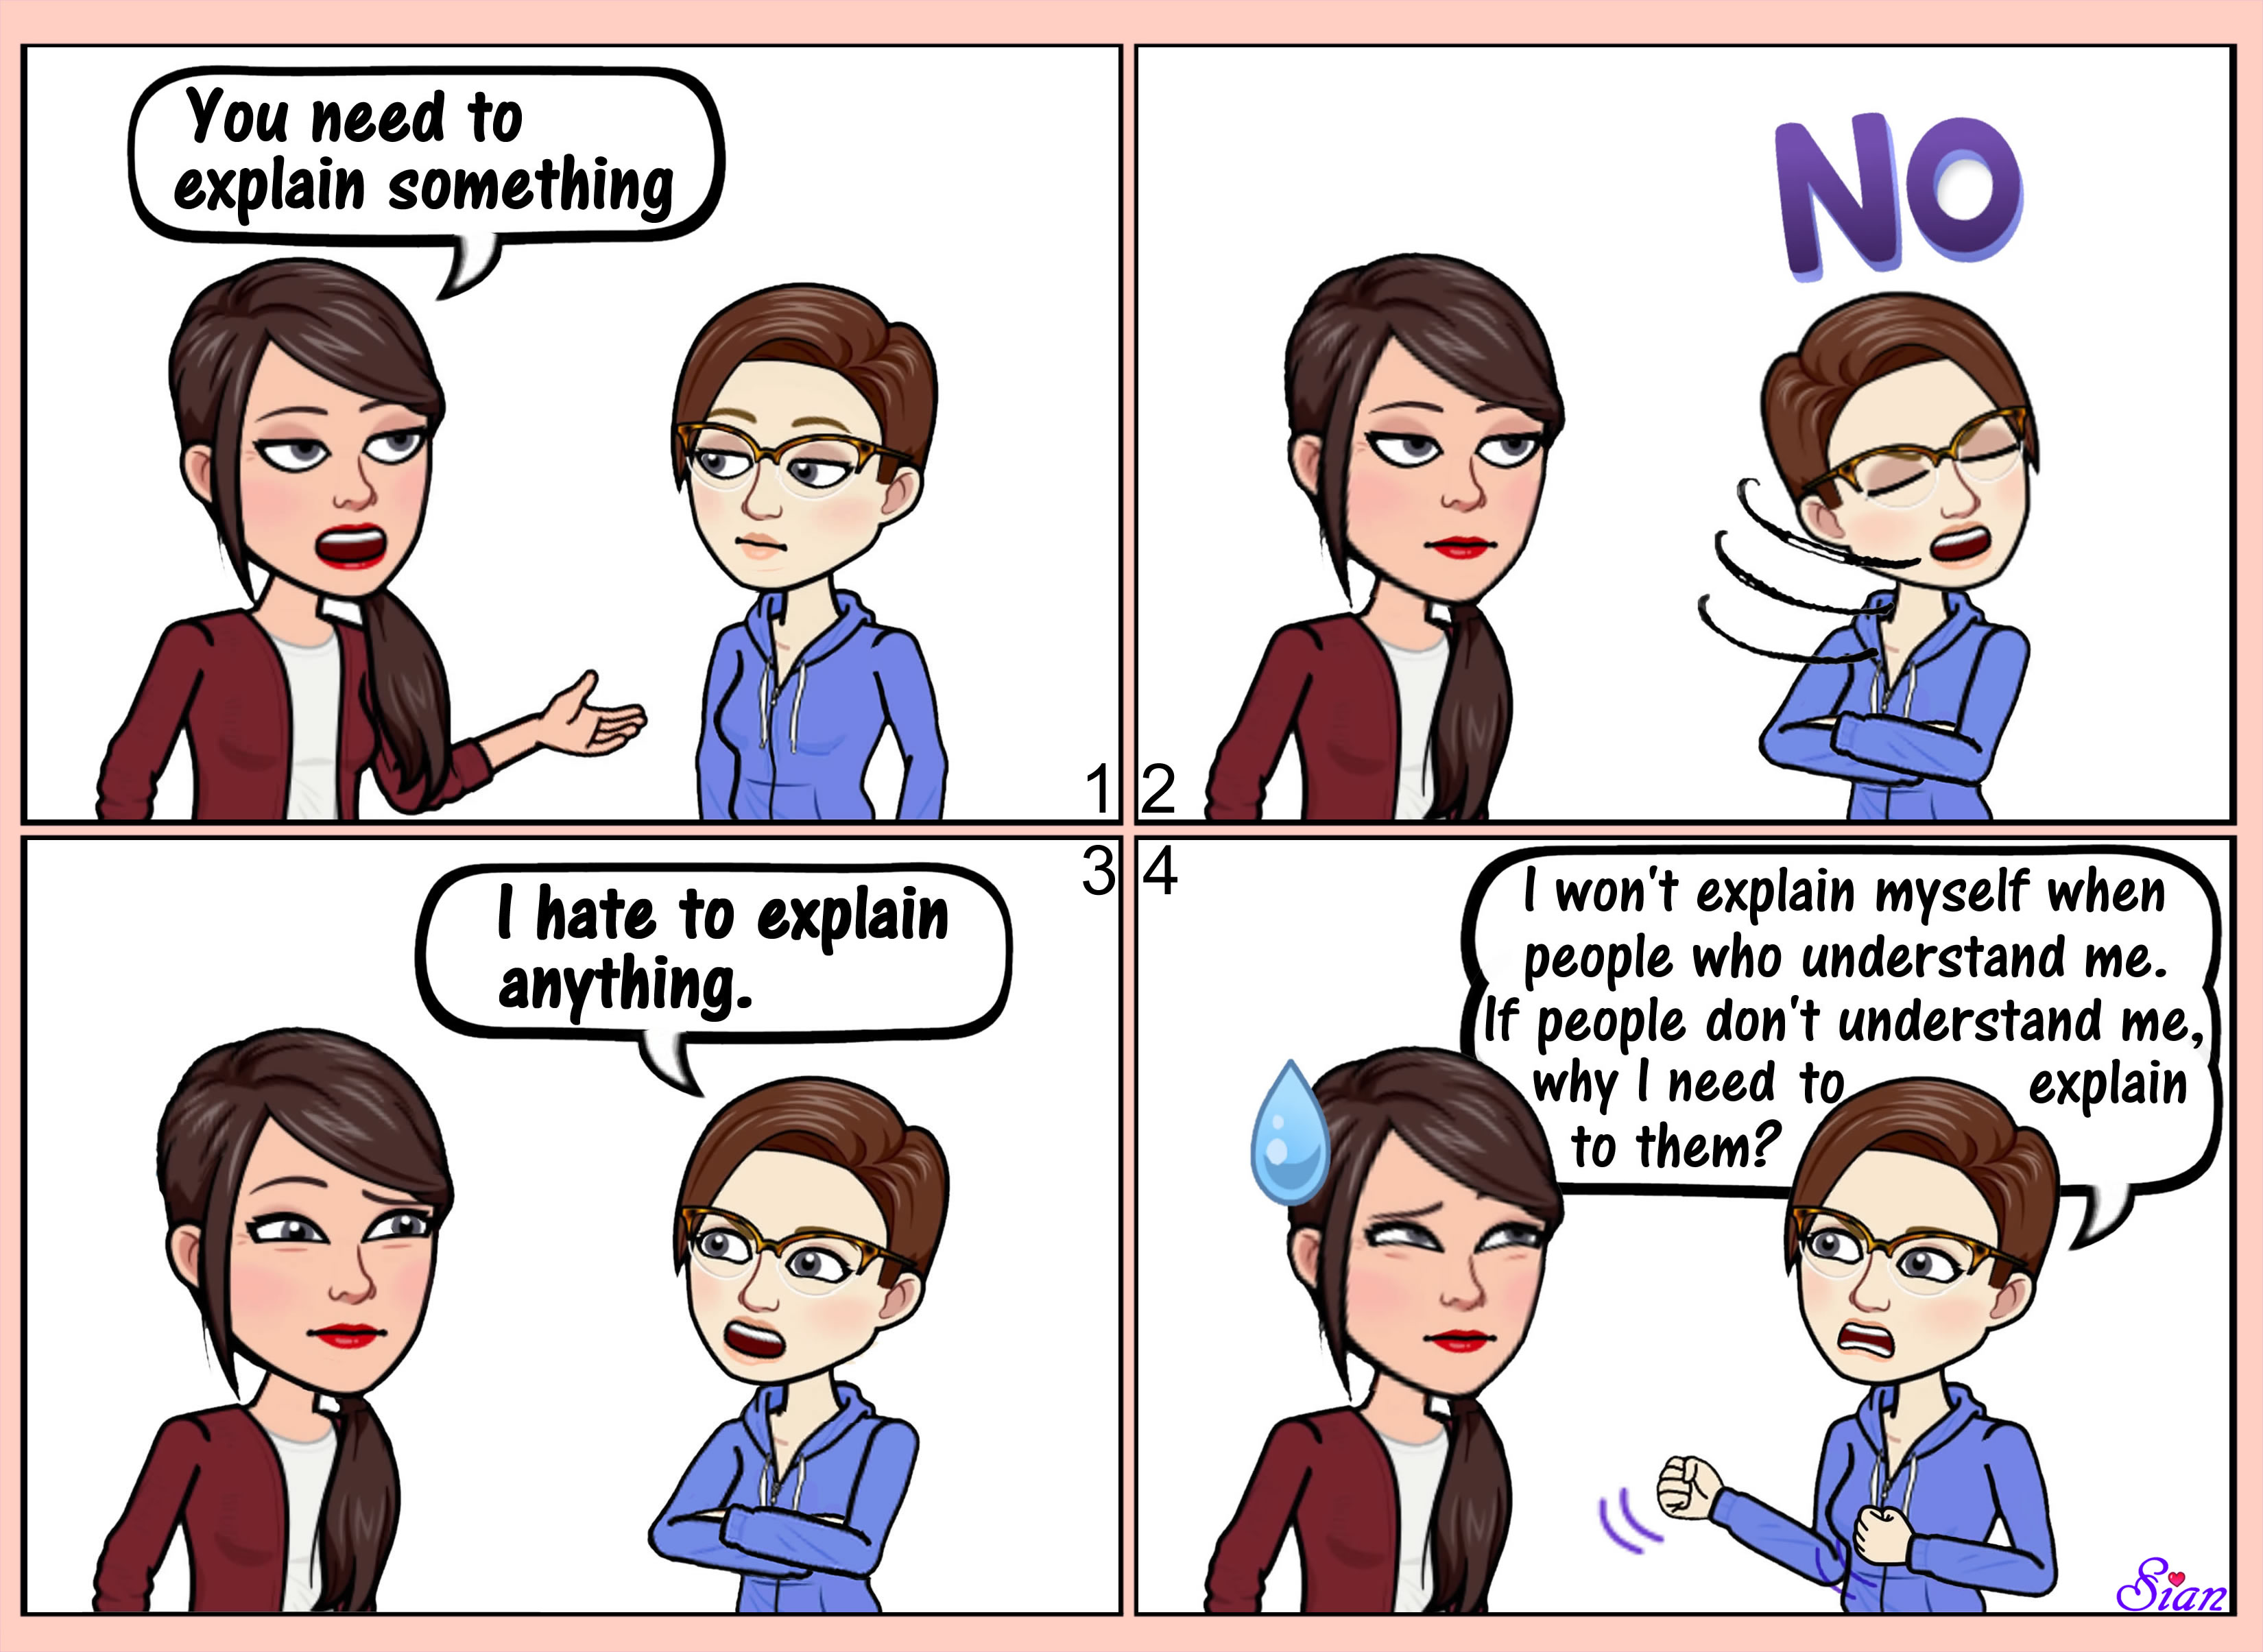 You need to
explain something
1
NO
2
3
I hate to explain
anything.
4
I won't explain myself when
people who understand me.
If people don't understand me,
why I need to explain
to them?
Sian